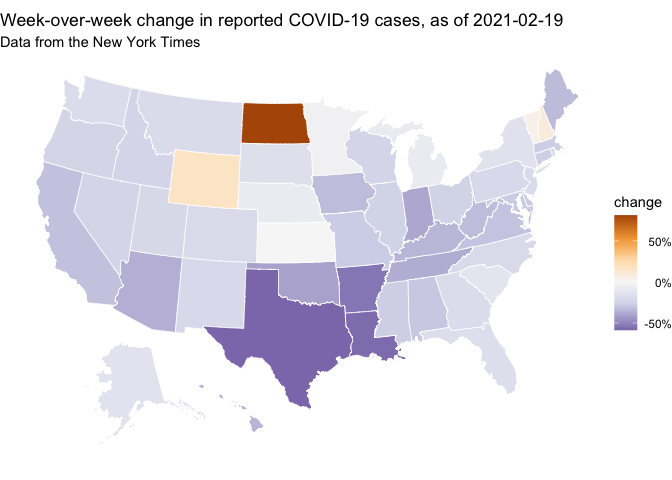 Week-over-week change in reported COVID-19 cases, as of 2021-02-19
Data from the New York Times
change
50%
0%
-50%